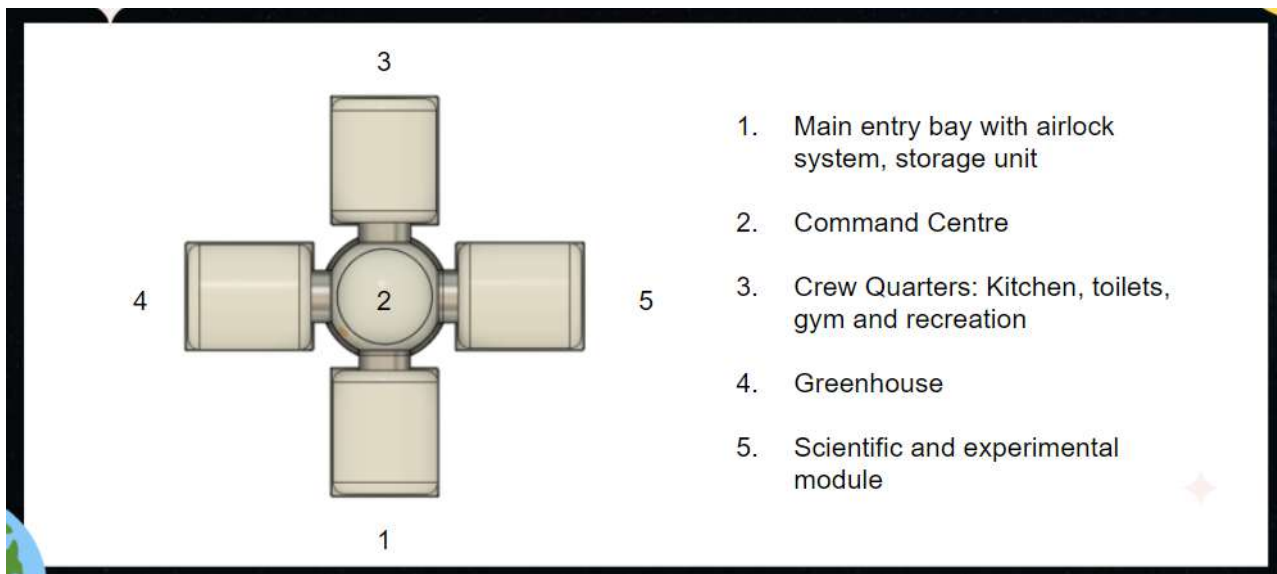 3
4
2
5
1
1. Main entry bay with airlock
system, storage unit
2. Command Centre
3. Crew Quarters: Kitchen, toilets,
gym and recreation
4. Greenhouse
5. Scientific and experimental
module